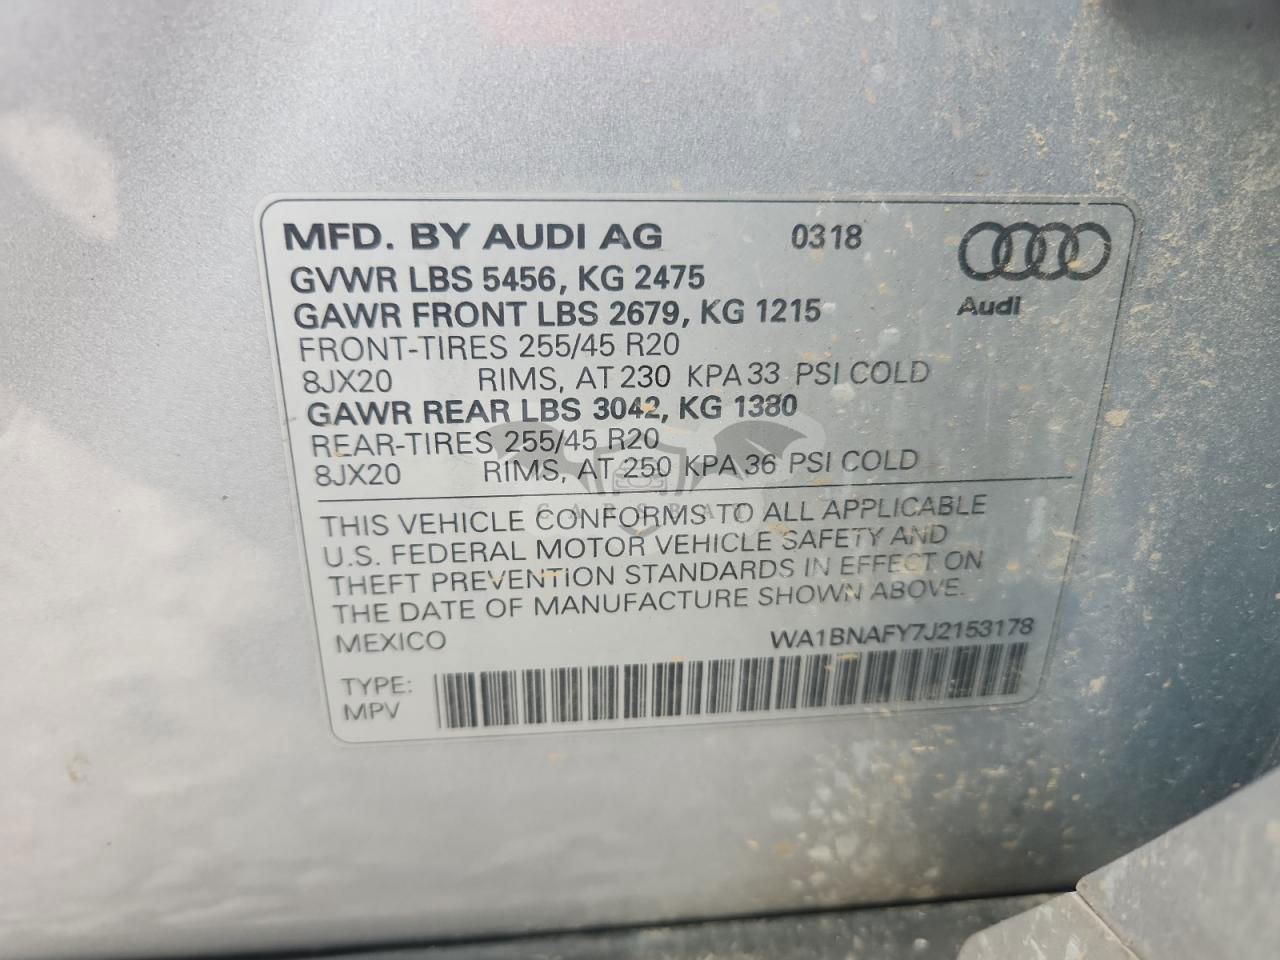 MFD. BY AUDI AG 0318
GVWR LBS 5456, KG 2475
GAWR FRONT LBS 2679, KG 1215
Audi
FRONT-TIRES 255/45 R20
8JX20 RIMS, AT 230 KPA 33 PSI COLD
GAWR REAR LBS 3042, KG 1380
REAR-TIRES 255/45 R20
8JX20 RIMS, AT 250 KPA 36 PSI COLD
THIS VEHICLE CONFORMS TO ALL APPLICABLE
U.S. FEDERAL MOTOR VEHICLE SAFETY AND
THEFT PREVENTION STANDARDS IN EFFECT ON
THE DATE OF MANUFACTURE SHOWN ABOVE.
MEXICO WA1BNAFY7J2153178
TYPE:
MPV